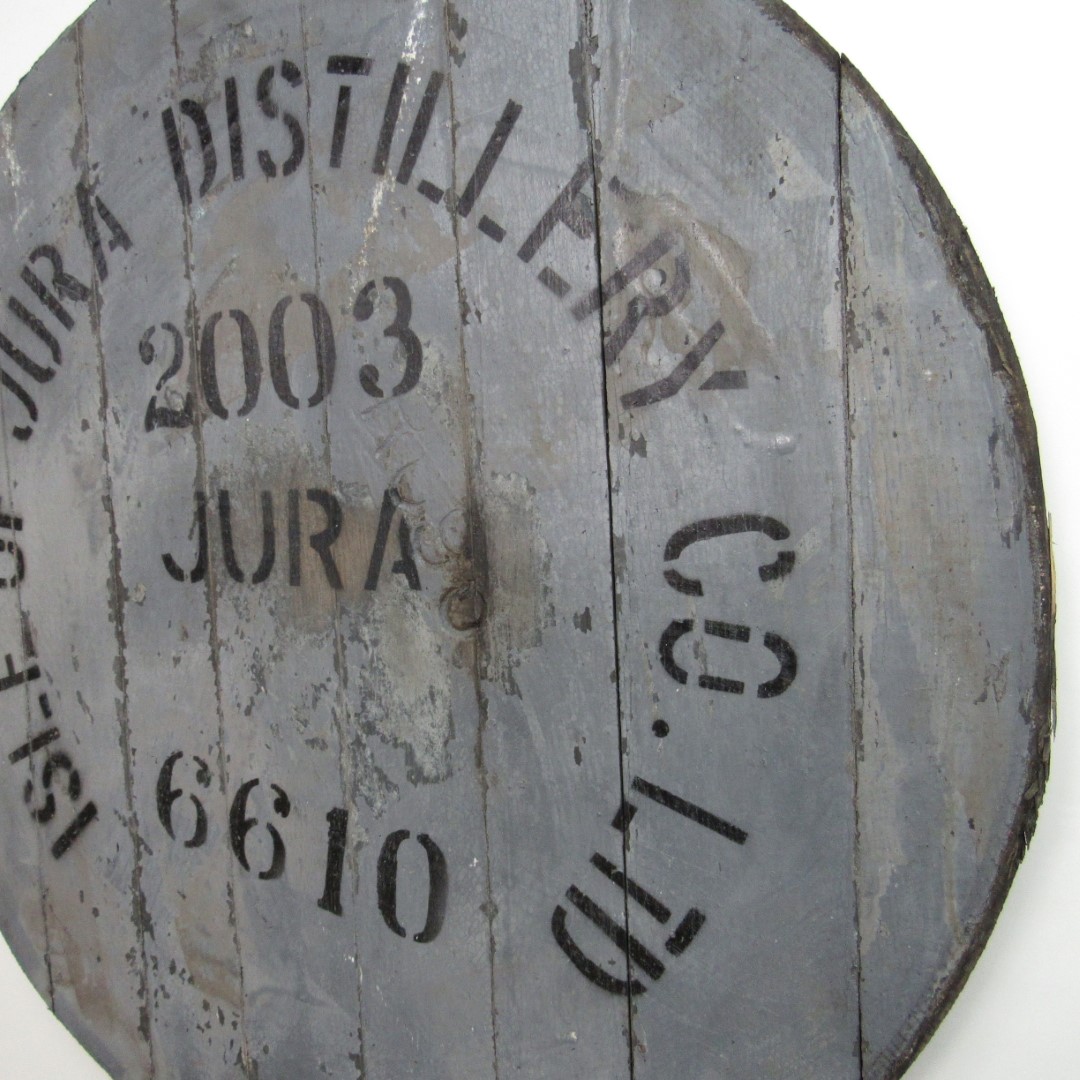 ISLE OF JURA DISTILLERY CO. LTD
2003
JURA
6610